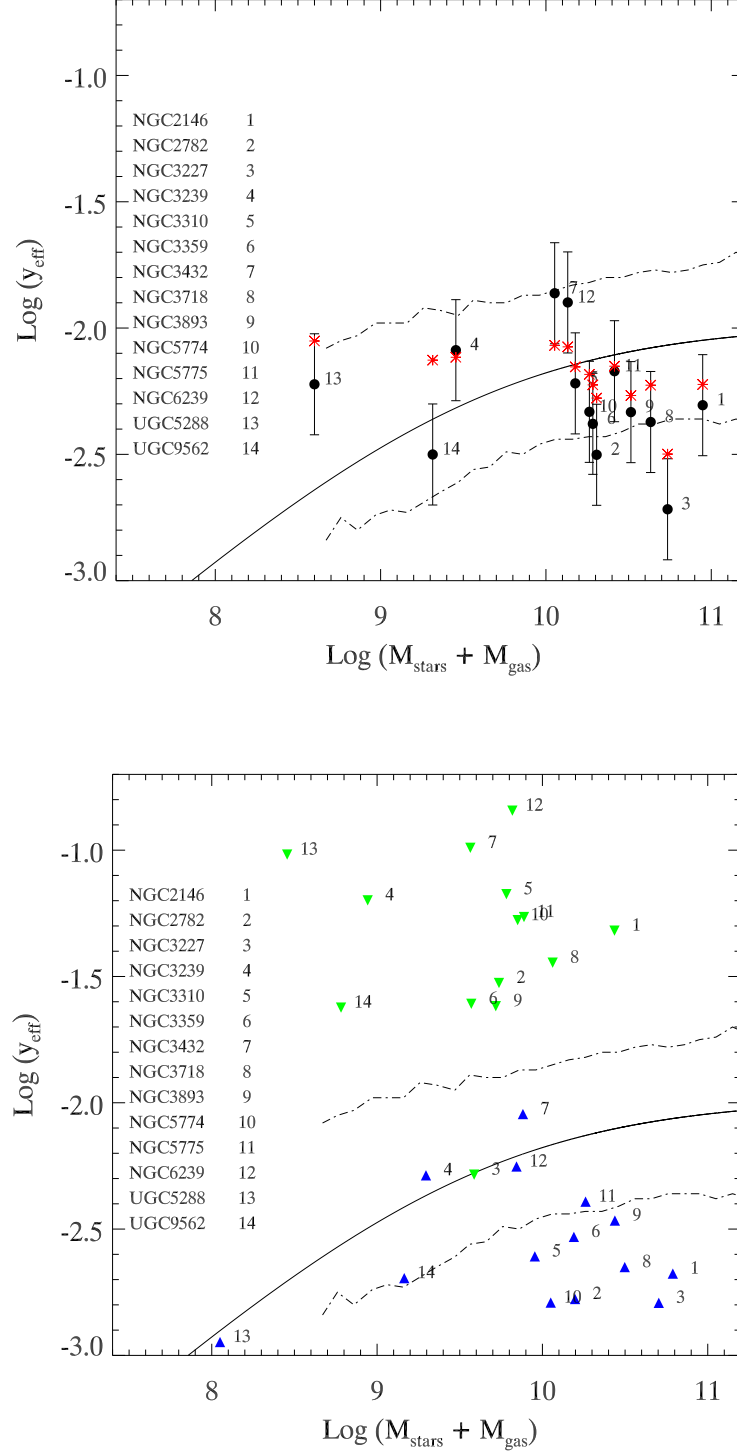 -1.0
-1.5
-2.0
-2.5
-3.0
Log (y_eff)
NGC2146 1
NGC2782 2
NGC3227 3
NGC3239 4
NGC3310 5
NGC3359 6
NGC3432 7
NGC3718 8
NGC3893 9
NGC5774 10
NGC5775 11
NGC6239 12
UGC5288 13
UGC9562 14
7
12
4
13
11
10
6
9
8
1
14
2
3
8 9 10 11
Log (M_stars + M_gas)
-1.0
-1.5
-2.0
-2.5
-3.0
Log (y_eff)
NGC2146 1
NGC2782 2
NGC3227 3
NGC3239 4
NGC3310 5
NGC3359 6
NGC3432 7
NGC3718 8
NGC3893 9
NGC5774 10
NGC5775 11
NGC6239 12
UGC5288 13
UGC9562 14
12
13
7
4
5
10
11
1
8
2
14
6
9
7
4
3
12
11
9
6
5
8
14
1
10
2
3
13
8 9 10 11
Log (M_stars + M_gas)